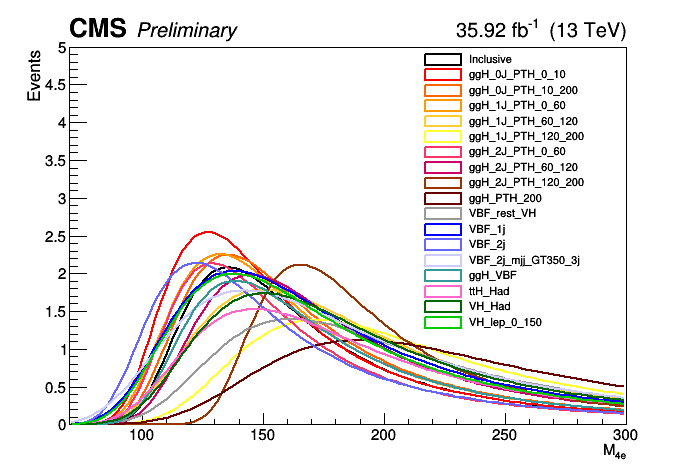 CMS Preliminary 35.92 fb⁻¹ (13 TeV)
Events
5
4.5
4
3.5
3
2.5
2
1.5
1
0.5
0
Inclusive
ggH_0J_PTH_0_10
ggH_0J_PTH_10_200
ggH_1J_PTH_0_60
ggH_1J_PTH_60_120
ggH_1J_PTH_120_200
ggH_2J_PTH_0_60
ggH_2J_PTH_60_120
ggH_2J_PTH_120_200
ggH_PTH_200
VBF_rest_VH
VBF_1j
VBF_2j
VBF_2j_mjj_GT350_3j
ggH_VBF
ttH_Had
VH_Had
VH_lep_0_150
100 150 200 250 300
M₄ₑ